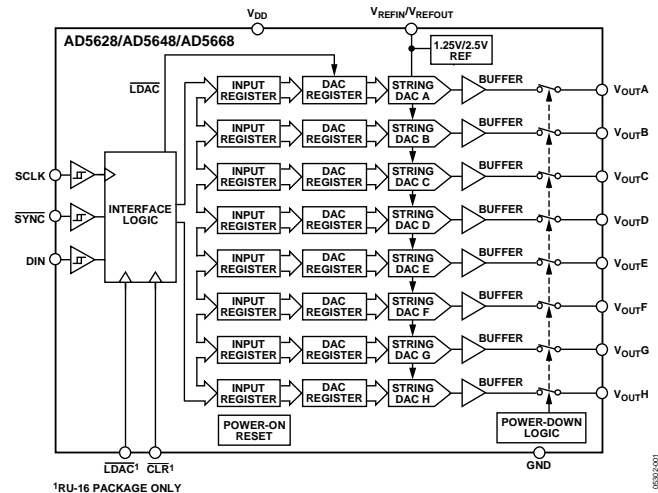 VDD
VREFIN/VREFOUT
AD5628/AD5648/AD5668
1.25V/2.5V
REF
LDAC
INPUT
REGISTER
DAC
REGISTER
STRING
DAC A
BUFFER
VOUTA
INPUT
REGISTER
DAC
REGISTER
STRING
DAC B
BUFFER
VOUTB
INPUT
REGISTER
DAC
REGISTER
STRING
DAC C
BUFFER
VOUTC
SCLK
INTERFACE
LOGIC
INPUT
REGISTER
DAC
REGISTER
STRING
DAC D
BUFFER
VOUTD
SYNC
DIN
INPUT
REGISTER
DAC
REGISTER
STRING
DAC E
BUFFER
VOUTE
INPUT
REGISTER
DAC
REGISTER
STRING
DAC F
BUFFER
VOUTF
INPUT
REGISTER
DAC
REGISTER
STRING
DAC G
BUFFER
VOUTG
INPUT
REGISTER
DAC
REGISTER
STRING
DAC H
BUFFER
VOUTH
POWER-ON
RESET
POWER-DOWN
LOGIC
LDAC1 CLR1
GND
1RU-16 PACKAGE ONLY
05302-001